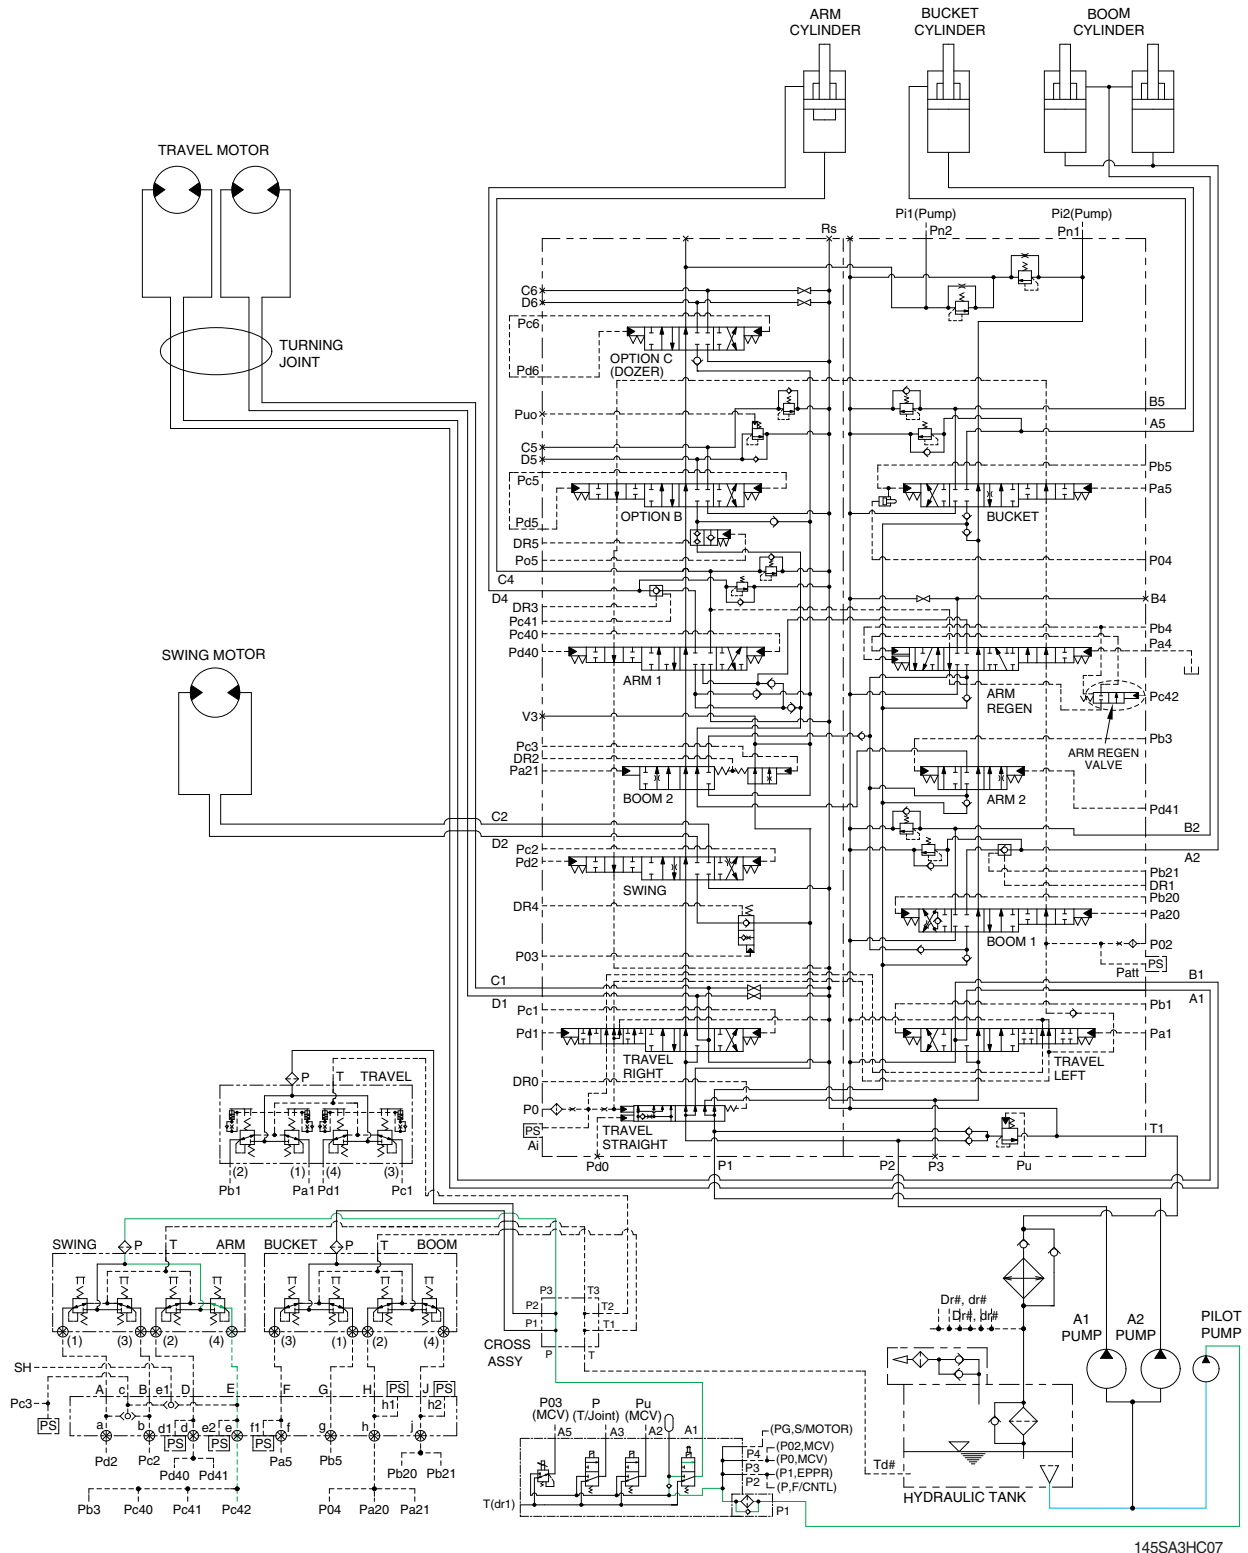 ARM
CYLINDER
BUCKET
CYLINDER
BOOM
CYLINDER
TRAVEL MOTOR
TURNING
JOINT
SWING MOTOR
Rs
Pi1(Pump)
Pn2
Pi2(Pump)
Pn1
C6
D6
Pc6
OPTION C
(DOZER)
Pd6
Puo
C5
D5
Pc5
OPTION B
Pd5
DR5
Po5
C4
D4
DR3
Pc41
Pc40
Pd40
ARM 1
V3
Pc3
DR2
Pa21
BOOM 2
C2
D2
Pc2
Pd2
SWING
DR4
P03
C1
D1
Pc1
Pd1
TRAVEL
RIGHT
DR0
P0
PS
Ai
TRAVEL
STRAIGHT
Pd0
P1
P2
P3
Pu
T1
B5
A5
Pb5
Pa5
BUCKET
P04
B4
Pb4
Pa4
ARM
REGEN
Pc42
ARM REGEN
VALVE
Pb3
ARM 2
Pd41
B2
A2
Pb21
DR1
Pb20
Pa20
BOOM 1
P02
PS
Patt
B1
A1
Pb1
Pa1
TRAVEL
LEFT
P T TRAVEL
(2) (1) (4) (3)
Pb1 Pa1 Pd1 Pc1
SWING P T ARM
BUCKET P T BOOM
(1) (3) (2) (4)
(3) (1) (2) (4)
P3 T3
P2 T2
P1 T1
CROSS
ASSY
P T
SH
Pc3
PS
A c B e1 D E F G H PS J PS
h1 h2
a b d1 d e2 e f1 f g h j
PS PS PS
Pd2 Pc2 Pd40 Pd41 Pa5 Pb5 Pb20 Pb21
Pb3 Pc40 Pc41 Pc42 P04 Pa20 Pa21
P03
(MCV)
P
(T/Joint)
Pu
(MCV)
A5 A3 A2 A1
T(dr1)
P4
P3
P2
P1
(PG,S/MOTOR)
(P02,MCV)
(P0,MCV)
(P1,EPPR)
(P,F/CNTL)
Dr#, dr#
Dr#, dr#
Td#
HYDRAULIC TANK
A1
PUMP
A2
PUMP
PILOT
PUMP
145SA3HC07